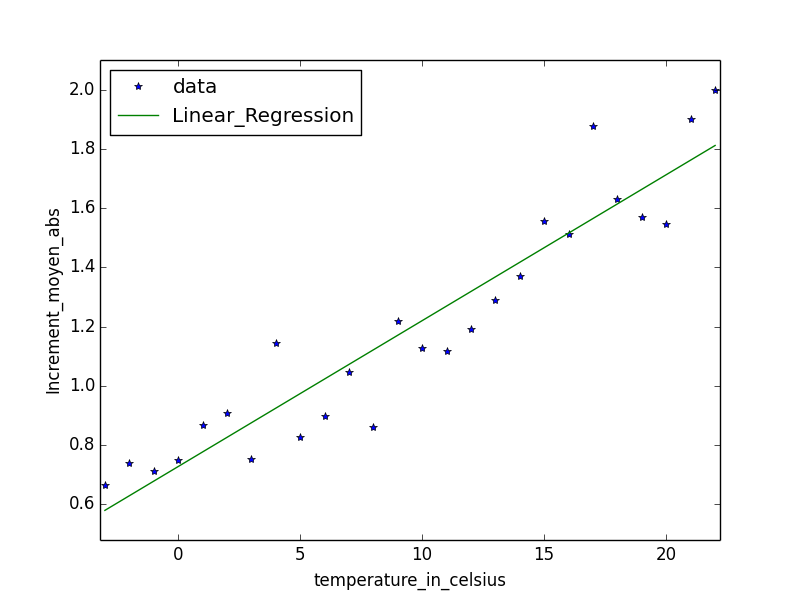 data
Linear_Regression
2.0
1.8
1.6
1.4
1.2
1.0
0.8
0.6
Increment_moyen_abs
0 5 10 15 20
temperature_in_celsius